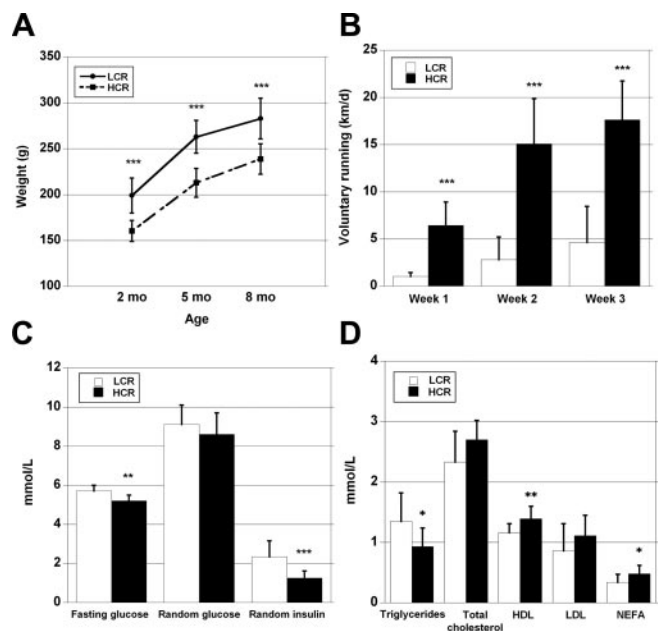 A
350
300
250
200
150
100
Weight (g)
LCR
HCR
***
***
***
2 mo
5 mo
8 mo
Age
B
25
20
15
10
5
0
Voluntary running (km/d)
LCR
HCR
***
***
***
Week 1
Week 2
Week 3
C
12
10
8
6
4
2
0
mmol/L
LCR
HCR
**
***
Fasting glucose
Random glucose
Random insulin
D
4
3
2
1
0
mmol/L
LCR
HCR
*
**
*
Triglycerides
Total
cholesterol
HDL
LDL
NEFA